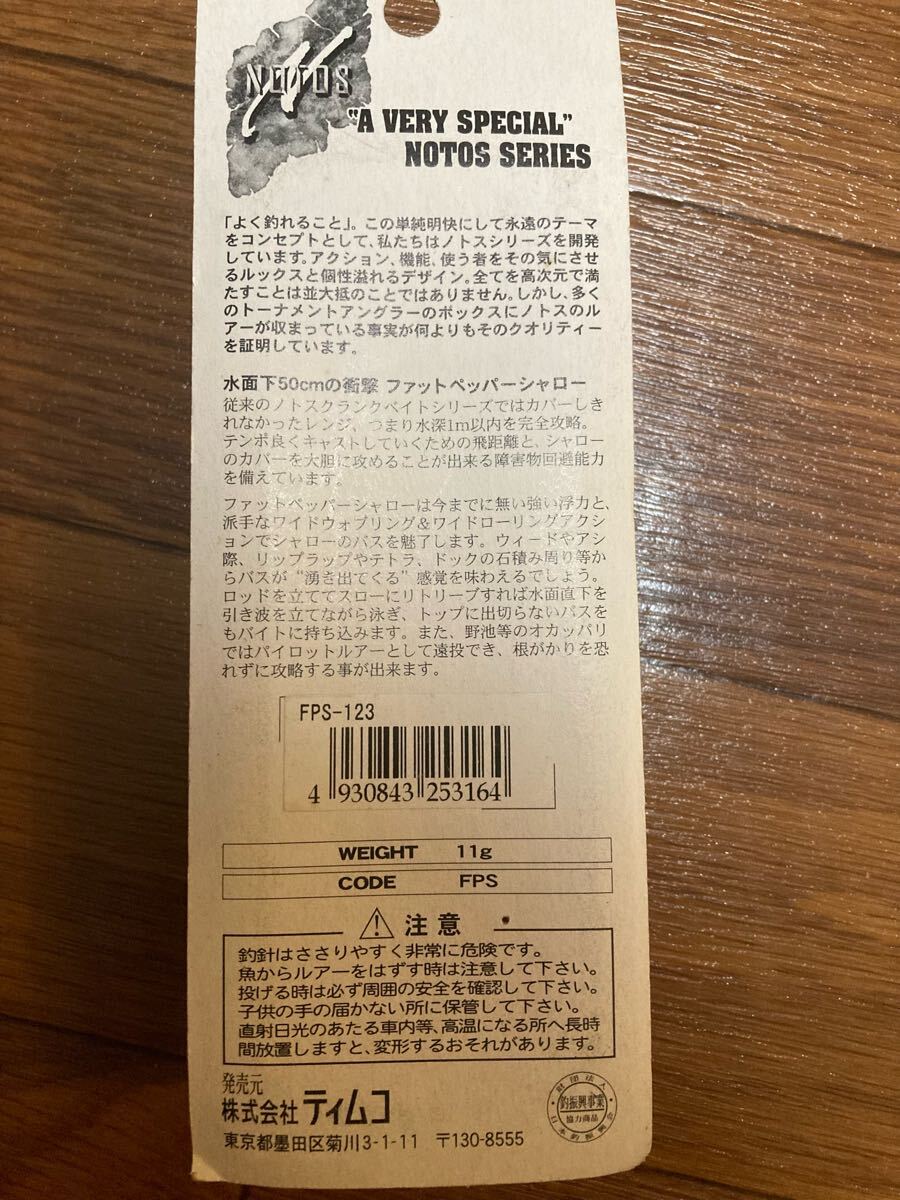 NOTOS
"A VERY SPECIAL"
NOTOS SERIES
「よく釣れること」。この単純明快にして永遠のテーマ
をコンセプトとして、私たちはノトスシリーズを開発
しています。アクション、機能、使う者をその気にさせ
るルックスと個性溢れるデザイン。全てを高次元で満
たすことは並大抵のことではありません。しかし、多く
のトーナメントアングラーのボックスにノトスのル
アーが収まっている事実が何よりもそのクオリティー
を証明しています。
水面下50cmの衝撃 ファットペッパーシャロー
従来のノトスクランクベイトシリーズではカバーしき
れなかったレンジ、つまり水深1m以内を完全攻略。
テンポ良くキャストしていくための飛距離と、シャロー
のカバーを大胆に攻めることが出来る障害物回避能力
を備えています。
ファットペッパーシャローは今までに無い強い浮力と、
派手なワイドウォブリング&ワイドローリングアクショ
ンでシャローのバスを魅了します。ウィードやアシ
際、リップラップやテトラ、ドックの石積み周り等か
らバスが"湧き出てくる"感覚を味わえるでしょう。
ロッドを立ててスローにリトリーブすれば水面直下を
引き波を立てながら泳ぎ、トップに出切らないバスを
もバイトに持ち込みます。また、野池等のオカッパリ
ではパイロットルアーとして遠投でき、根がかりを恐
れずに攻略する事が出来ます。
FPS-123
4 930843 253164
WEIGHT 11g
CODE FPS
注意
釣針はささりやすく非常に危険です。
魚からルアーをはずす時は注意して下さい。
投げる時は必ず周囲の安全を確認して下さい。
子供の手の届かない所に保管して下さい。
直射日光のあたる車内等、高温になる所へ長時
間放置しますと、変形するおそれがあります。
発売元
株式会社 ティムコ
東京都墨田区菊川3-1-11 〒130-8555
財団法人
釣振興事業
協力商品
日本釣振興会